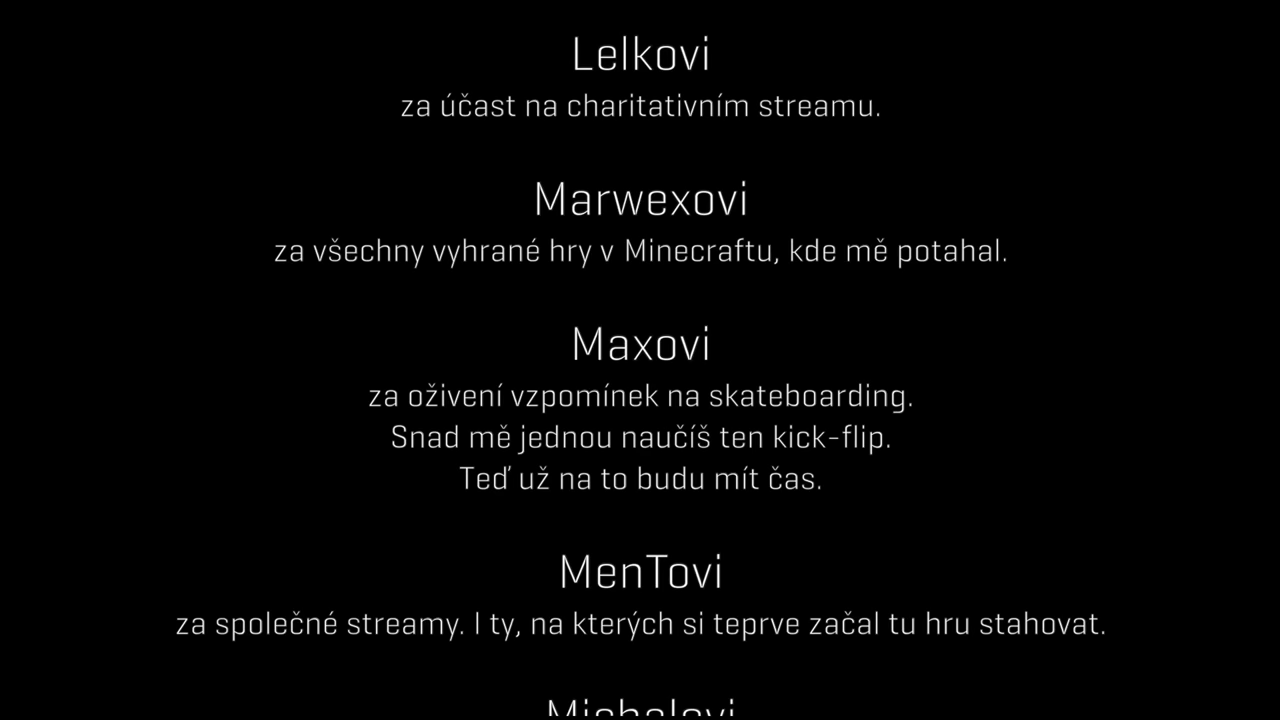 Lelkovi
za účast na charitativním streamu.
Marwexovi
za všechny vyhrané hry v Minecraftu, kde mě potahal.
Maxovi
za oživení vzpomínek na skateboarding.
Snad mě jednou naučíš ten kick-flip.
Teď už na to budu mít čas.
MenTovi
za společné streamy. I ty, na kterých si teprve začal tu hru stahovat.
Michalovi